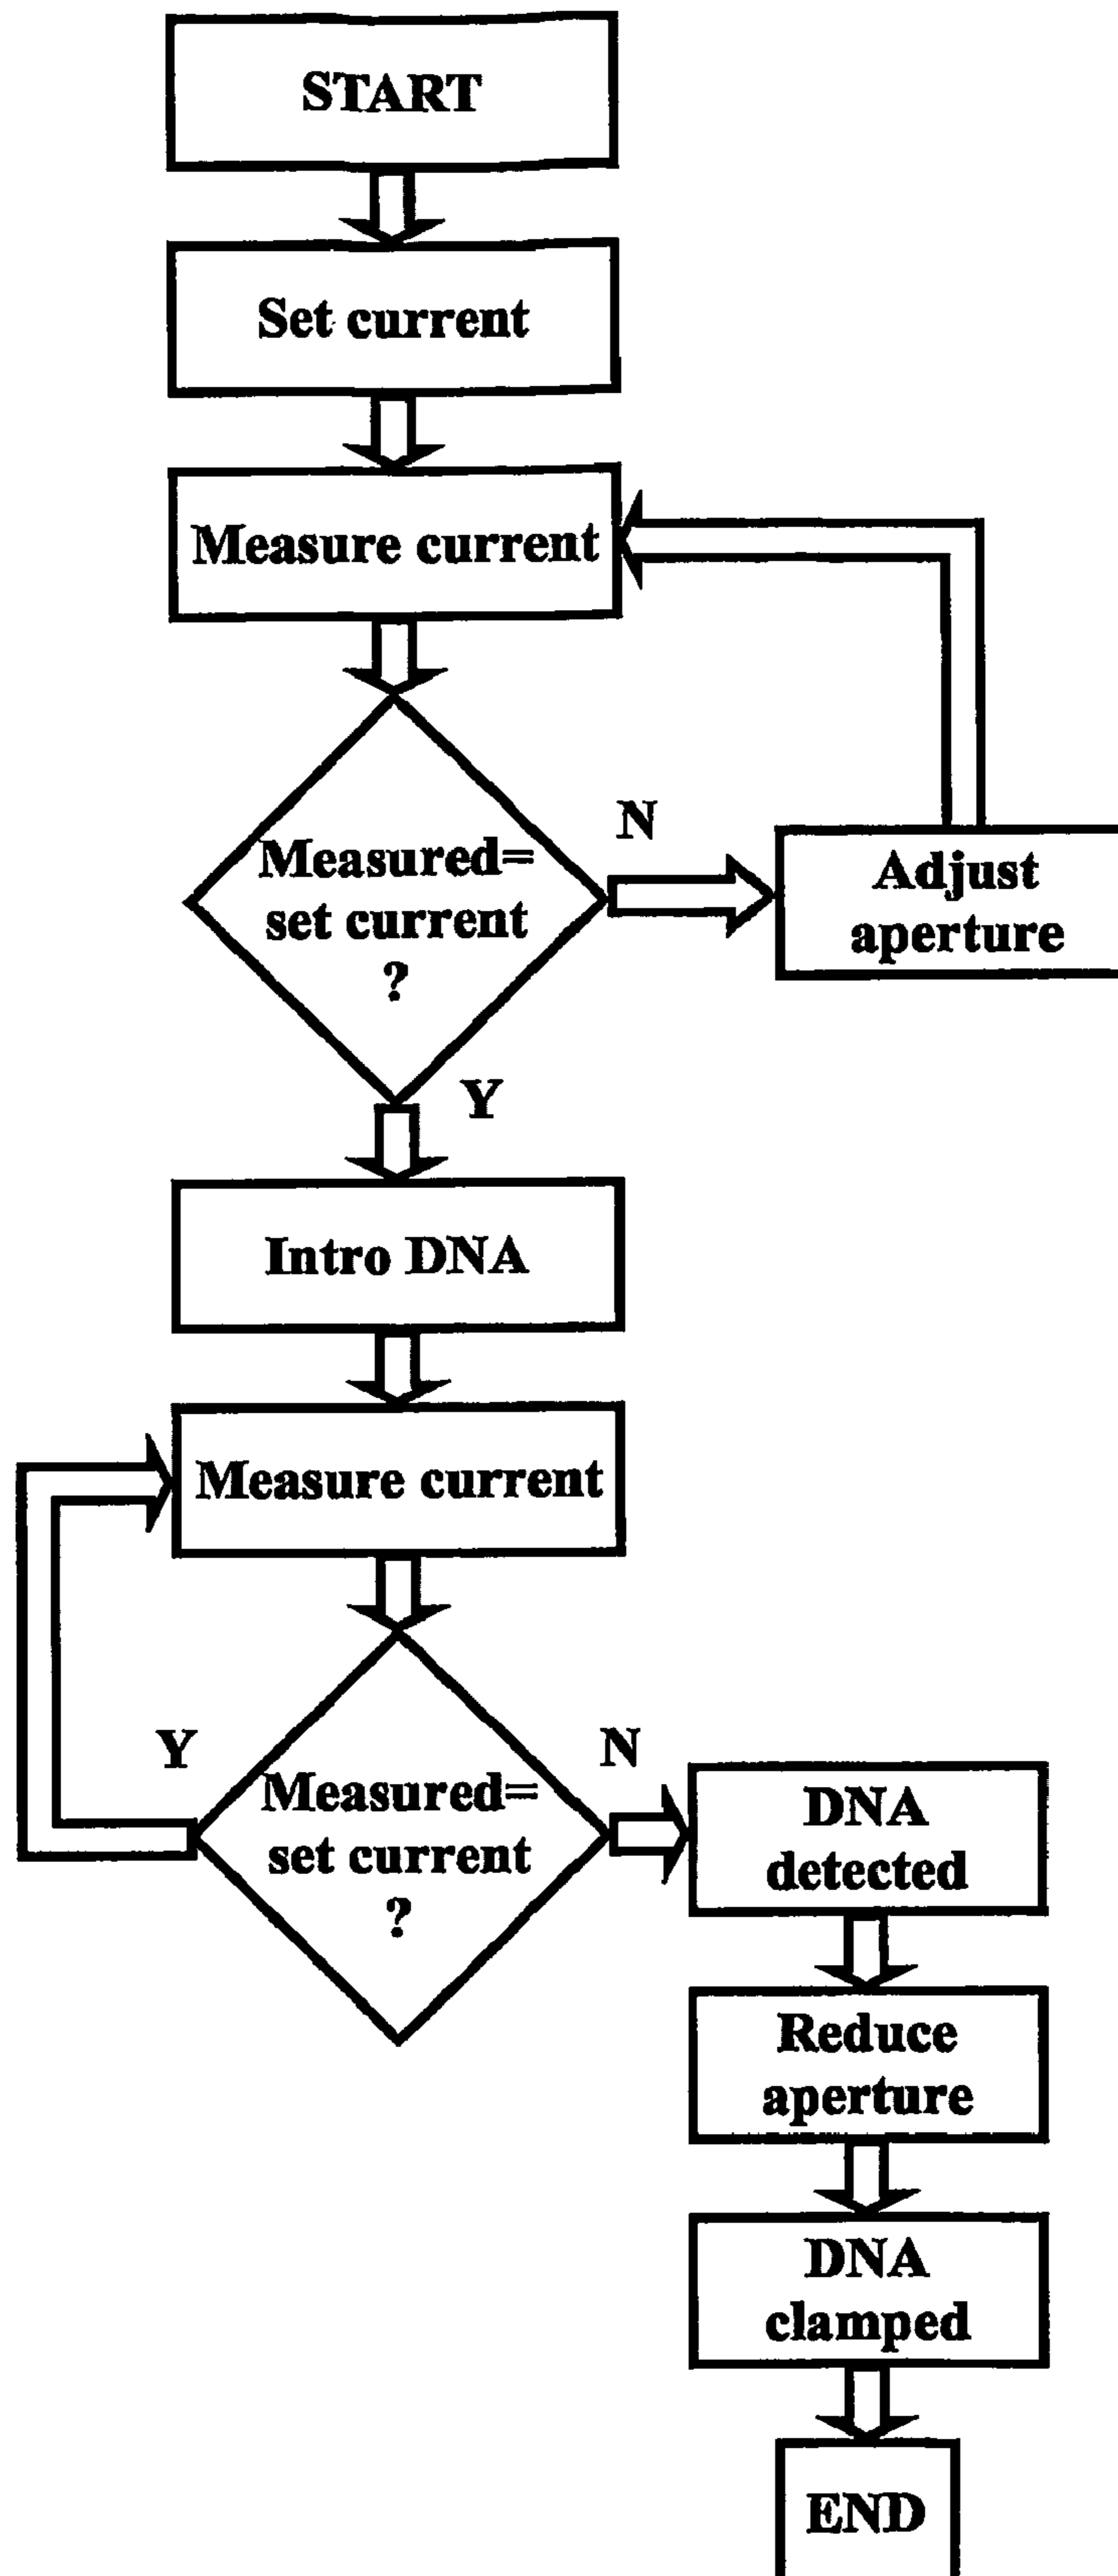 START
Set current
Measure current
Measured=
set current
?
N
Adjust
aperture
Y
Intro DNA
Measure current
Y
Measured=
set current
?
N
DNA
detected
Reduce
aperture
DNA
clamped
END